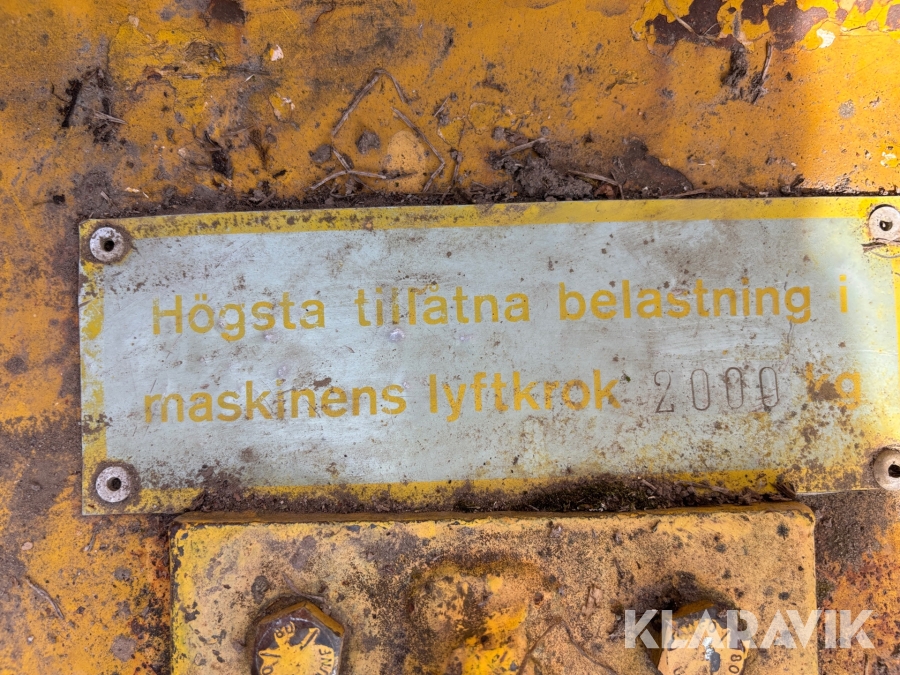 Högsta tillåtna belastning i
maskinens lyftkrok 2000 kg
KLARAVIK